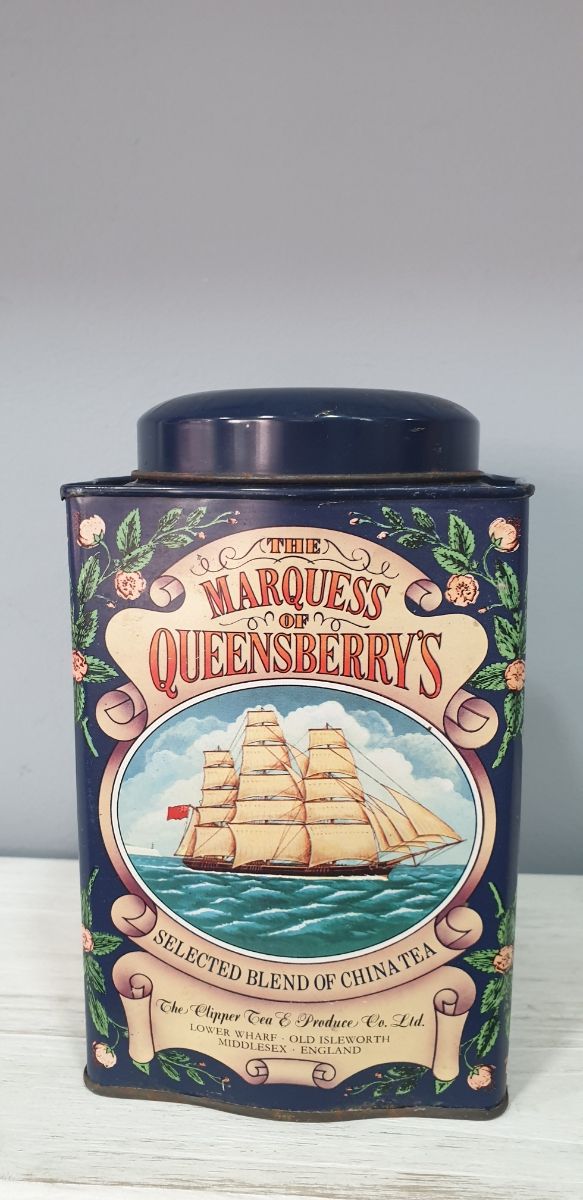 THE
MARQUESS
OF
QUEENSBERRY'S
SELECTED BLEND OF CHINA TEA
The Clipper Tea & Produce Co. Ltd.
LOWER WHARF · OLD ISLEWORTH
MIDDLESEX · ENGLAND